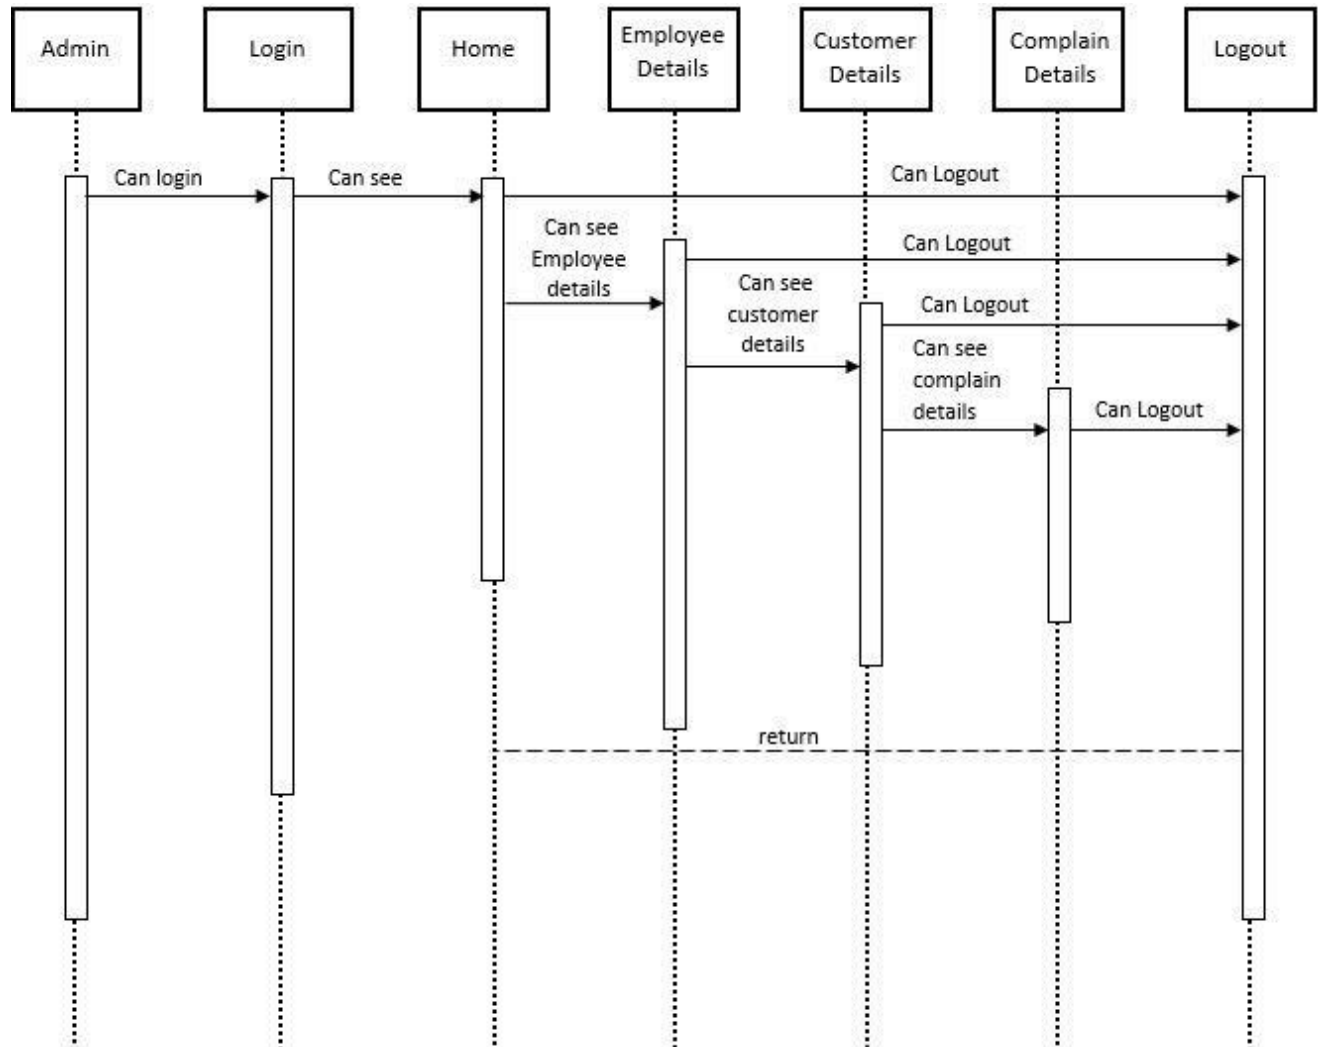 Admin
Login
Home
Employee
Details
Customer
Details
Complain
Details
Logout
Can login
Can see
Can Logout
Can see
Employee
details
Can Logout
Can see
customer
details
Can Logout
Can see
complain
details
Can Logout
return